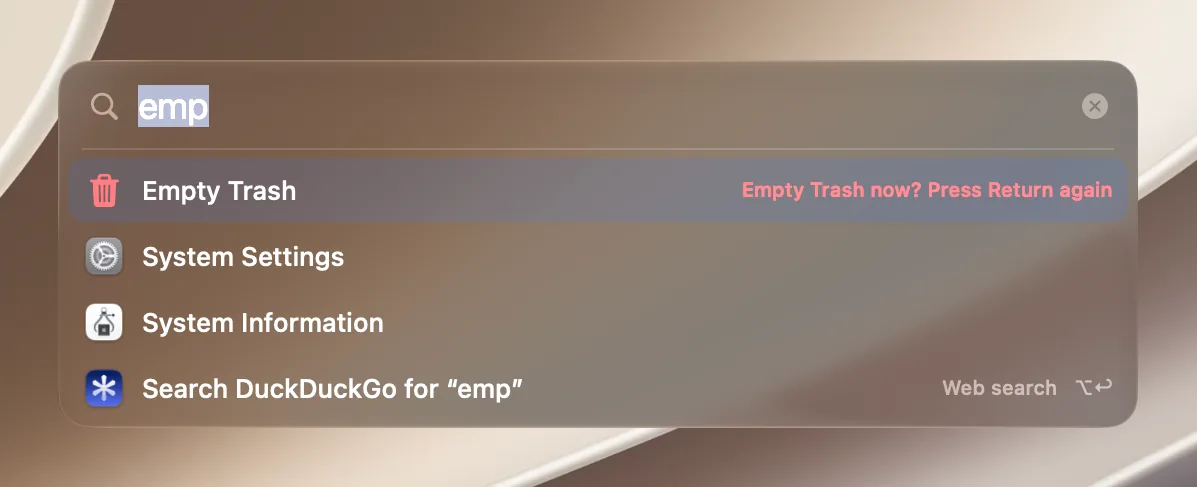 emp
Empty Trash Empty Trash now? Press Return again
System Settings
System Information
Search DuckDuckGo for “emp” Web search ⌥↩